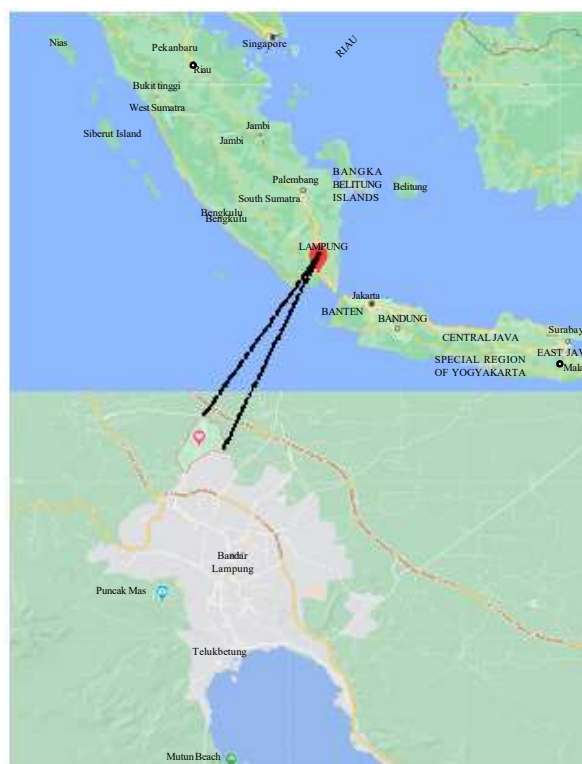 Nias
Pekanbaru
Singapore
RIAU
Riau
Bukit tinggi
West Sumatra
Siberut Island
Jambi
Jambi
BANGKA
BELITUNG
ISLANDS
Palembang
Belitung
South Sumatra
Bengkulu
Bengkulu
LAMPUNG
Jakarta
BANTEN
BANDUNG
CENTRAL JAVA
Surabay
EAST JAV
SPECIAL REGION
OF YOGYAKARTA
Mala
Bandar
Lampung
Puncak Mas
Telukbetung
Mutun Beach